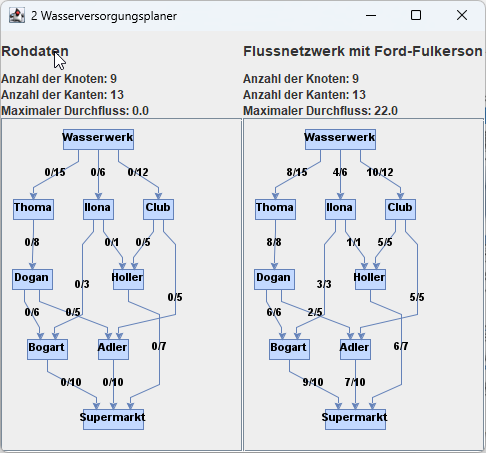 2 Wasserversorgungsplaner
Rohdaten
Anzahl der Knoten: 9
Anzahl der Kanten: 13
Maximaler Durchfluss: 0.0
Wasserwerk
0/15 0/6 0/12
Thoma Ilona Club
0/8 0/1 0/5
Dogan Holler
0/3
0/5
0/6 0/5
Bogart Adler
0/7
0/10 0/10
Supermarkt
Flussnetzwerk mit Ford-Fulkerson
Anzahl der Knoten: 9
Anzahl der Kanten: 13
Maximaler Durchfluss: 22.0
Wasserwerk
8/15 4/6 10/12
Thoma Ilona Club
8/8 1/1 5/5
Dogan Holler
3/3
5/5
6/6 2/5
Bogart Adler
6/7
9/10 7/10
Supermarkt